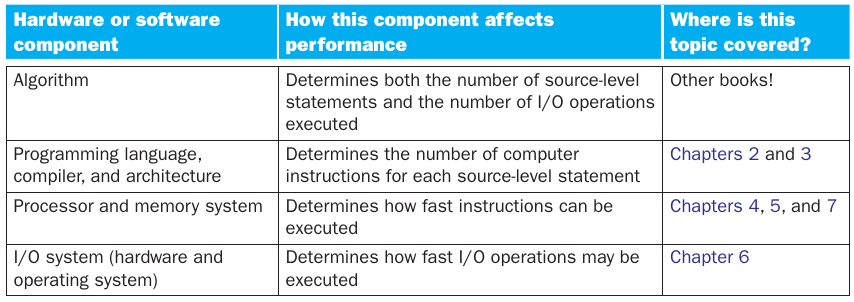 Hardware or software
component
How this component affects
performance
Where is this
topic covered?
Algorithm
Determines both the number of source-level
statements and the number of I/O operations
executed
Other books!
Programming language,
compiler, and architecture
Determines the number of computer
instructions for each source-level statement
Chapters 2 and 3
Processor and memory system
Determines how fast instructions can be
executed
Chapters 4, 5, and 7
I/O system (hardware and
operating system)
Determines how fast I/O operations may be
executed
Chapter 6